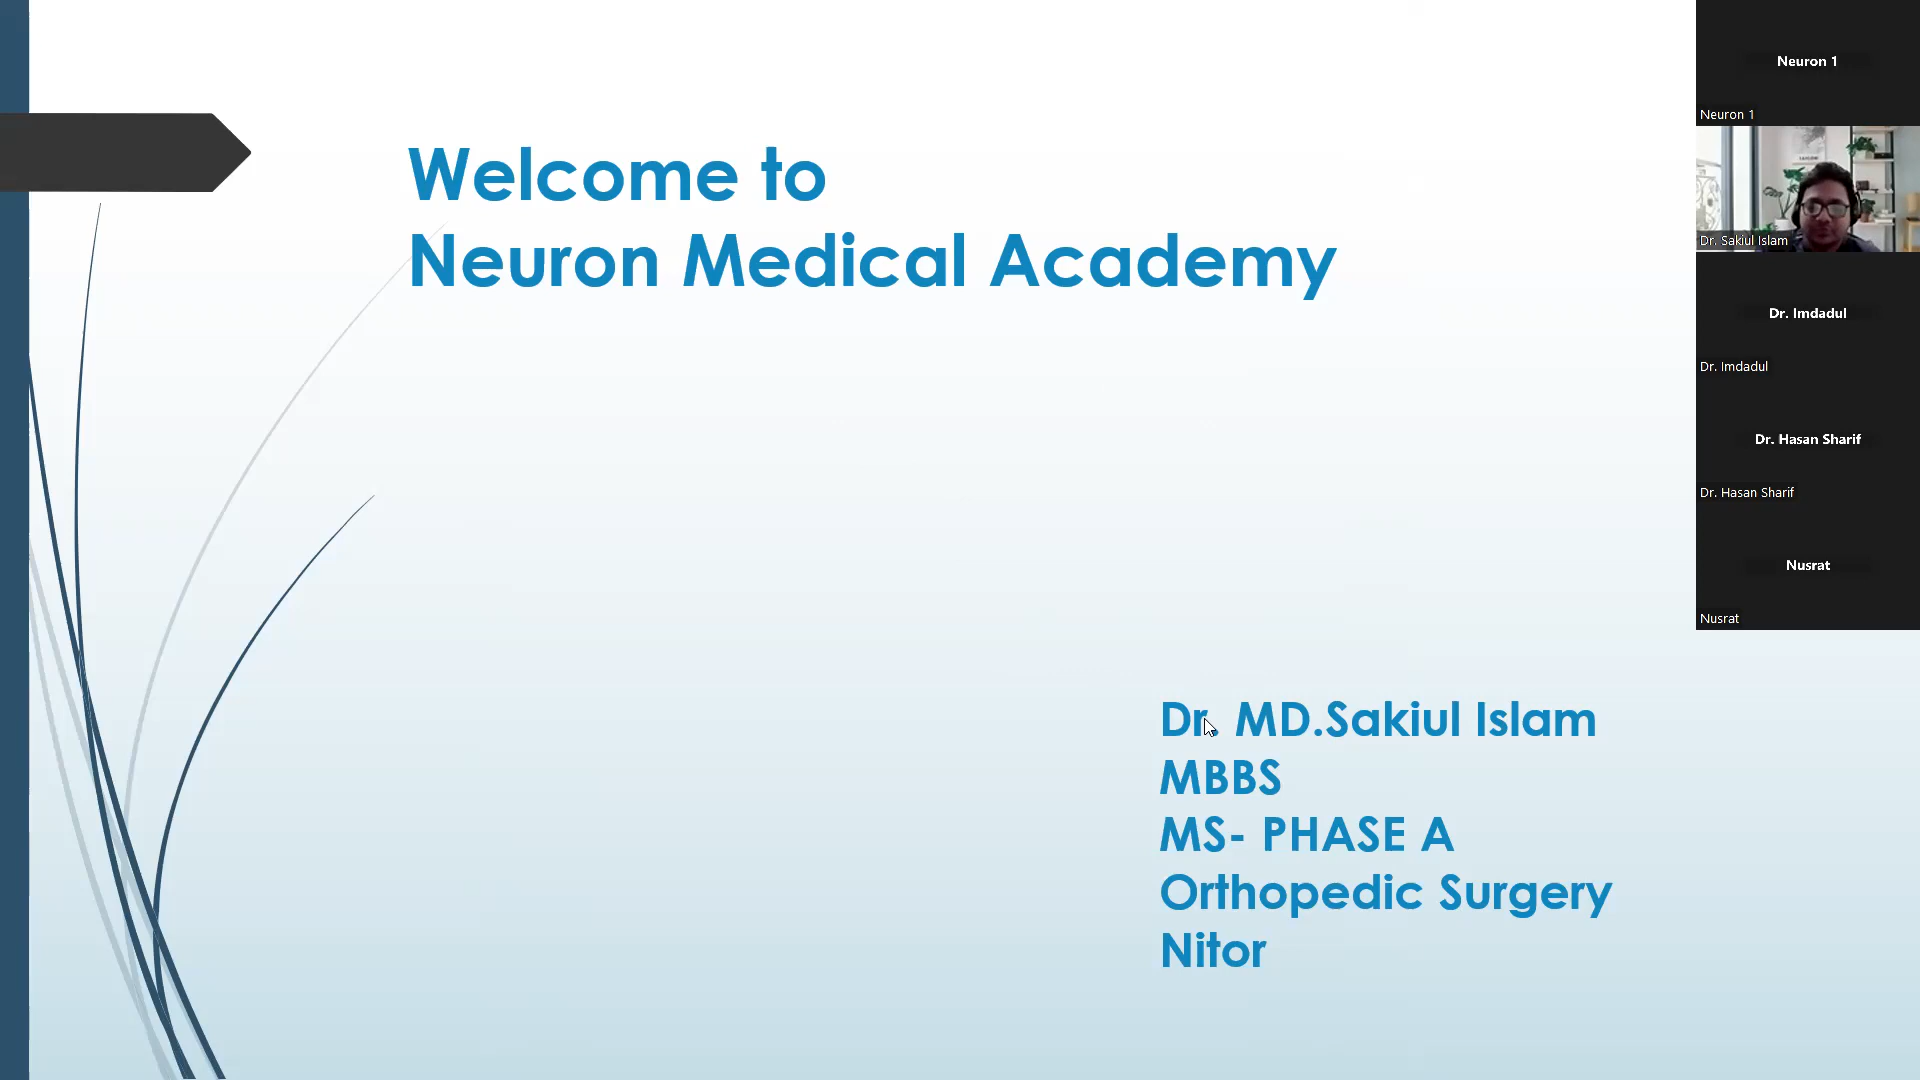 Welcome to
Neuron Medical Academy
Dr. MD.Sakiul Islam
MBBS
MS- PHASE A
Orthopedic Surgery
Nitor
Neuron 1
Neuron 1
Dr. Sakiul Islam
Dr. Imdadul
Dr. Imdadul
Dr. Hasan Sharif
Dr. Hasan Sharif
Nusrat
Nusrat